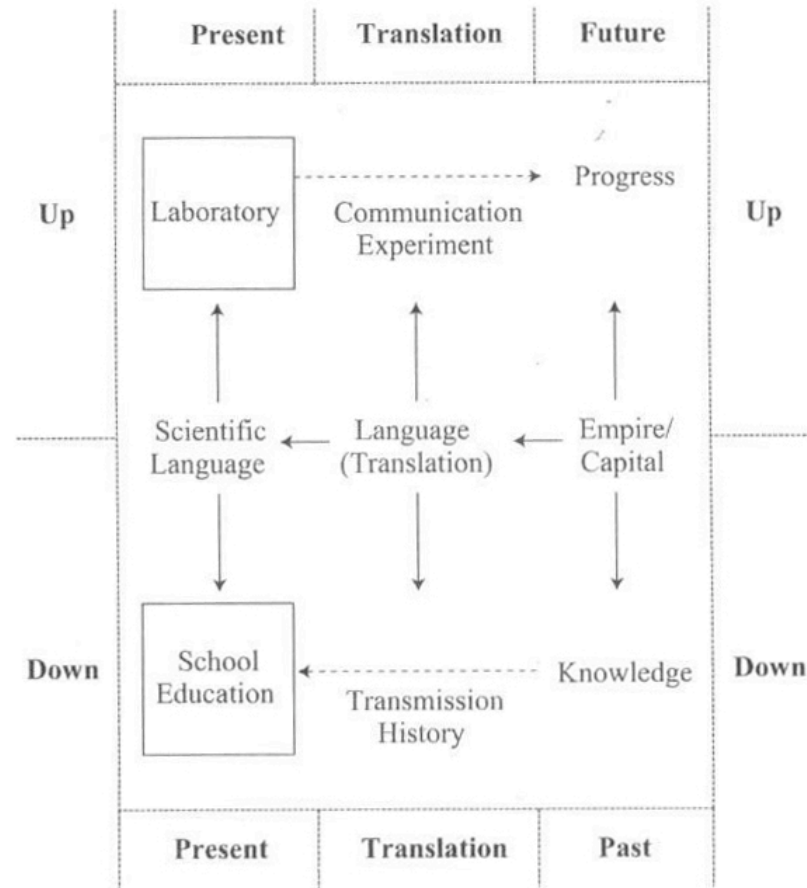 Present Translation Future
Up
Laboratory
Communication
Experiment
Progress
Up
Scientific
Language
Language
(Translation)
Empire/
Capital
Down
School
Education
Transmission
History
Knowledge
Down
Present Translation Past